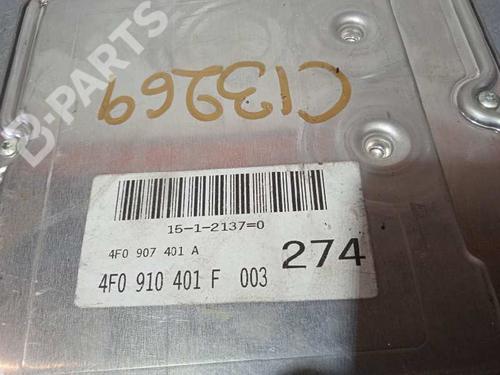 B-PARTS
C13269
15-1-2137=0
4F0 907 401 A
4F0 910 401 F 003
274